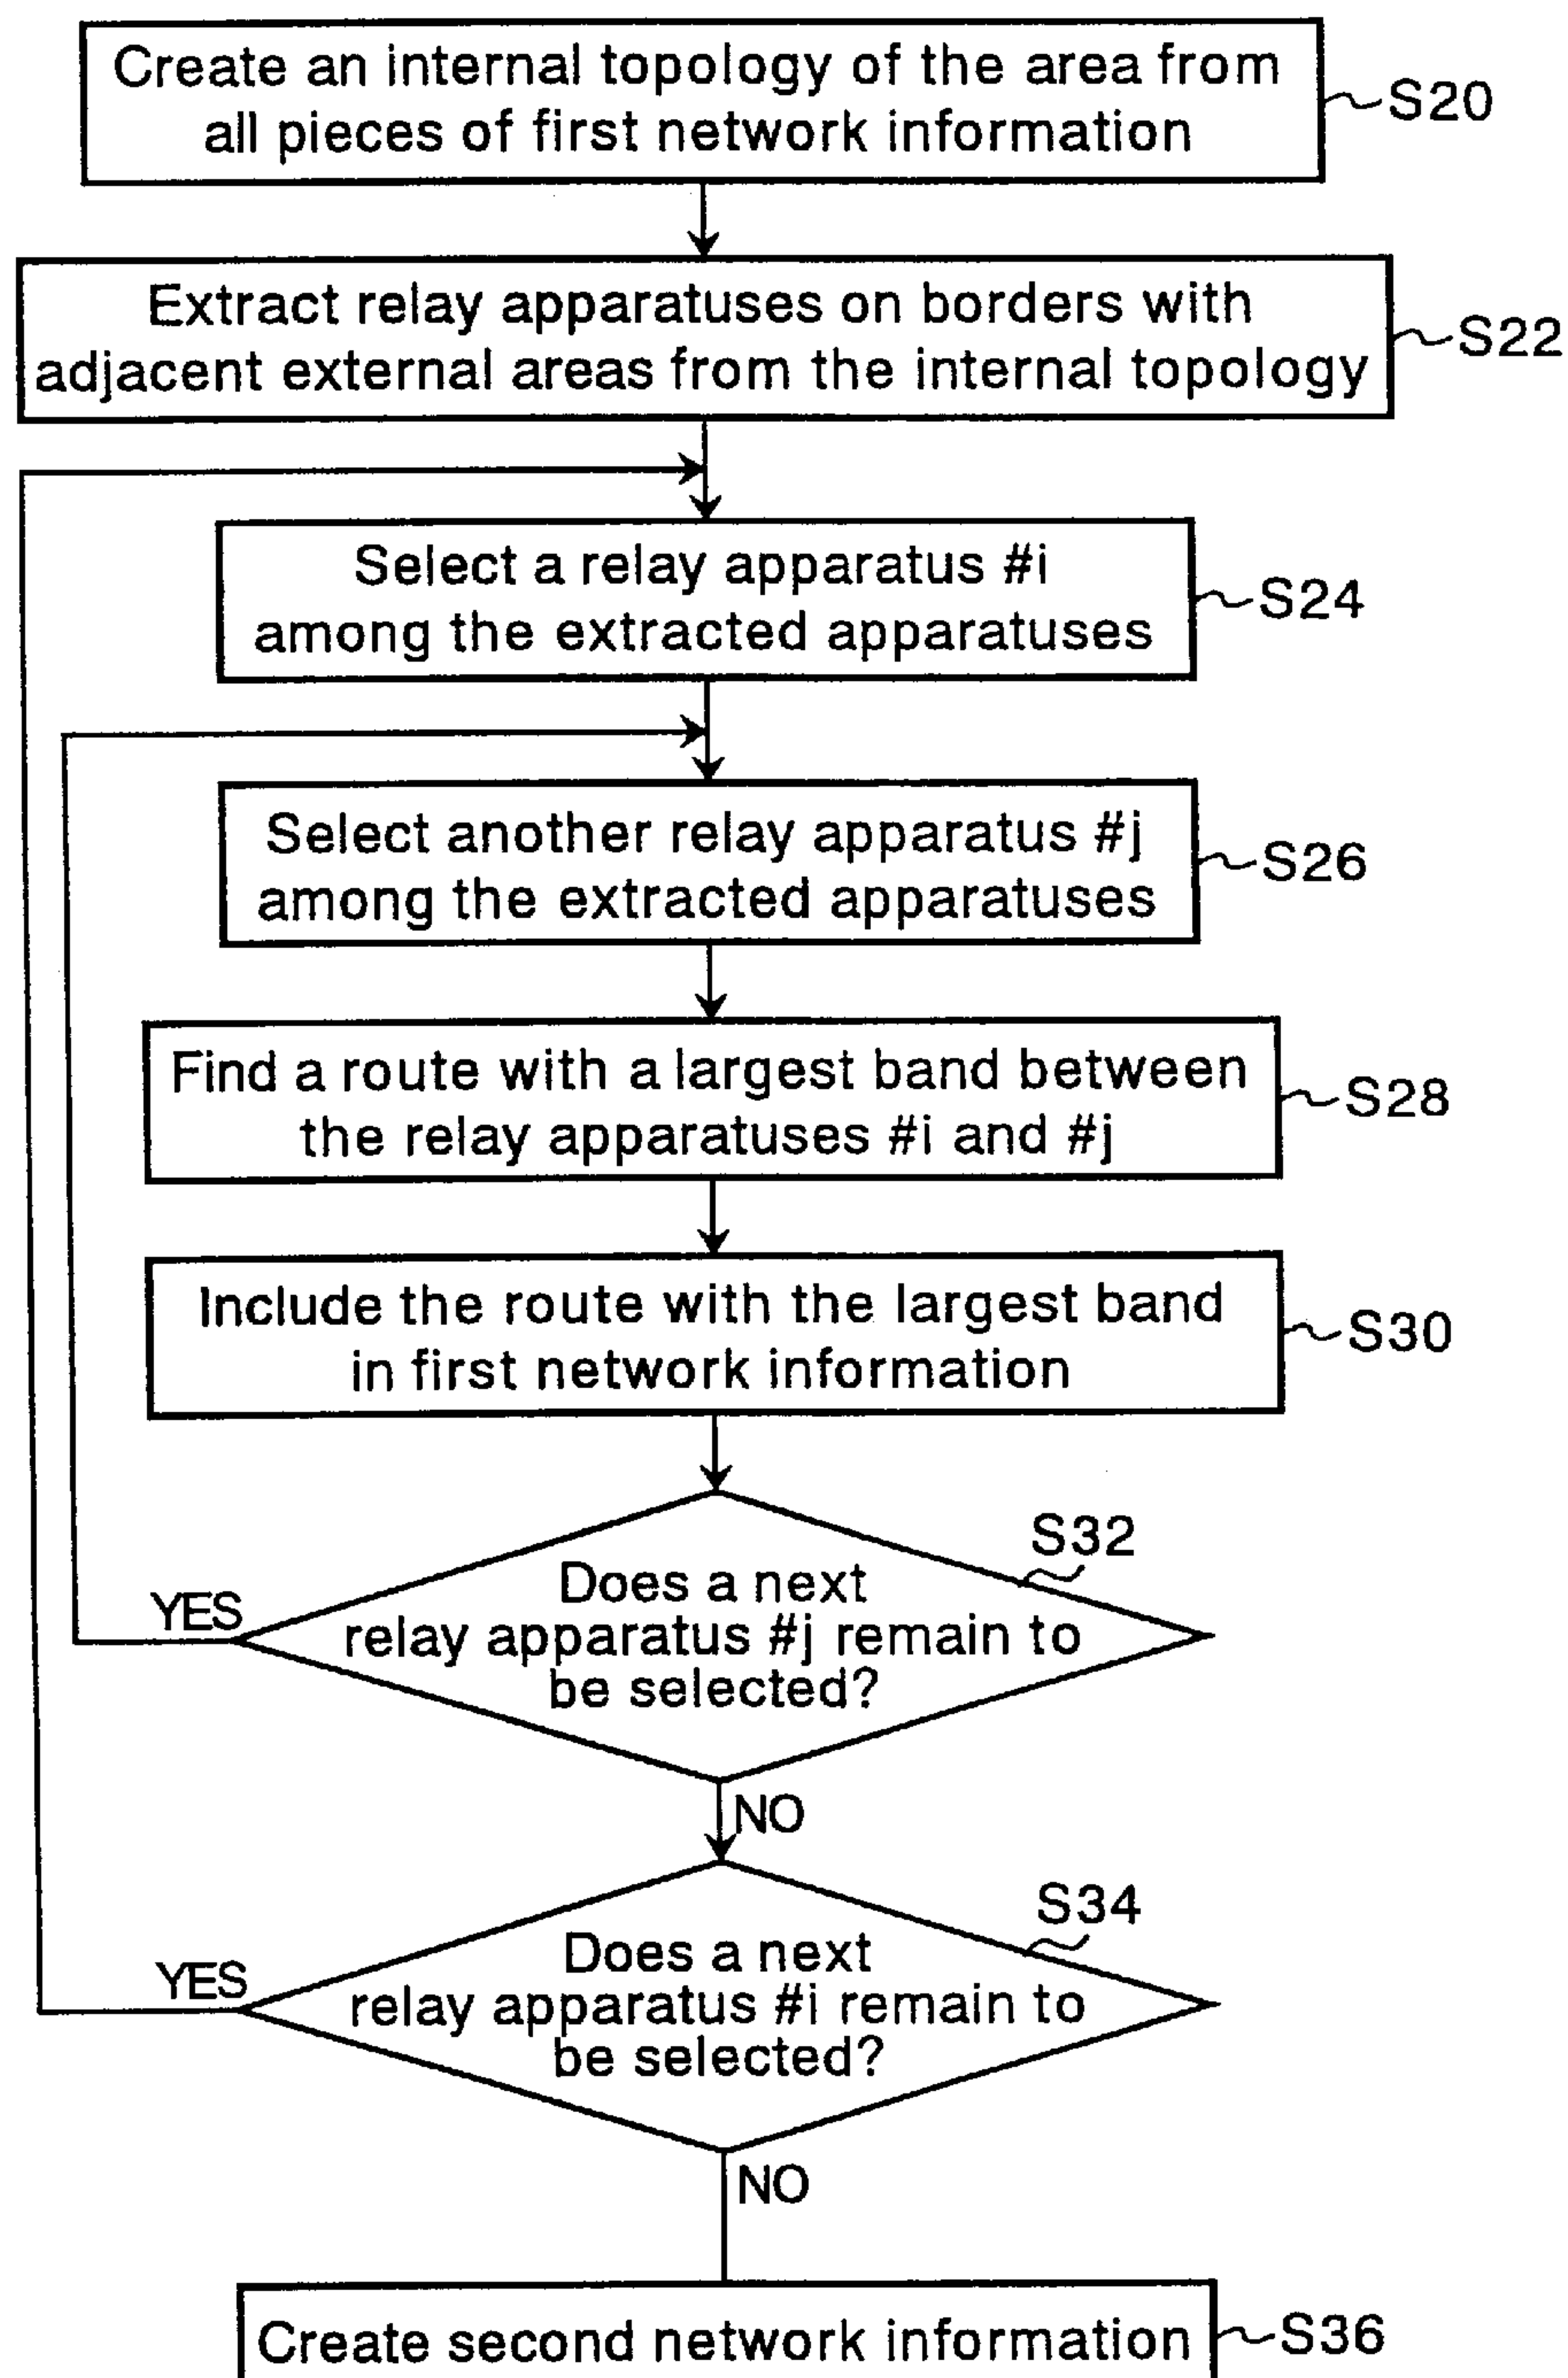 Create an internal topology of the area from
all pieces of first network information
S20
Extract relay apparatuses on borders with
adjacent external areas from the internal topology
S22
Select a relay apparatus #i
among the extracted apparatuses
S24
Select another relay apparatus #j
among the extracted apparatuses
S26
Find a route with a largest band between
the relay apparatuses #i and #j
S28
Include the route with the largest band
in first network information
S30
S32
Does a next
relay apparatus #j remain to
be selected?
YES
NO
S34
Does a next
relay apparatus #i remain to
be selected?
YES
NO
Create second network information
S36